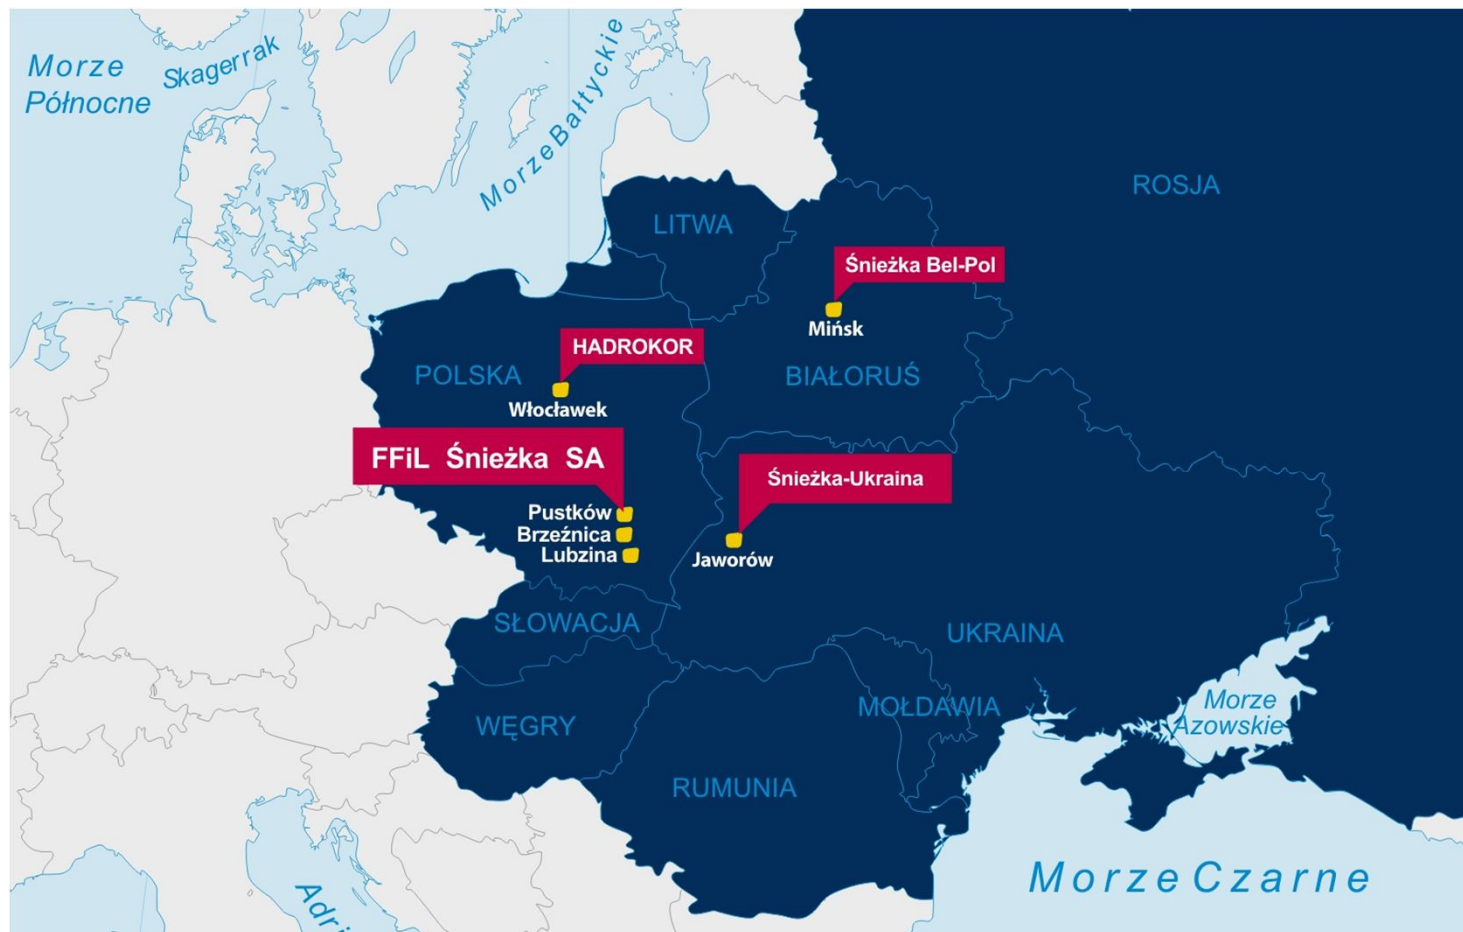 Morze
Północne
Skagerrak
Morze Bałtyckie
ROSJA
LITWA
Śnieżka Bel-Pol
Mińsk
HADROKOR
POLSKA
BIAŁORUŚ
Włocławek
FFiL Śnieżka SA
Śnieżka-Ukraina
Pustków
Brzeźnica
Lubzina
Jaworów
SŁOWACJA
UKRAINA
Morze
Azowskie
MOŁDAWIA
WĘGRY
RUMUNIA
Morze Czarne
Adri